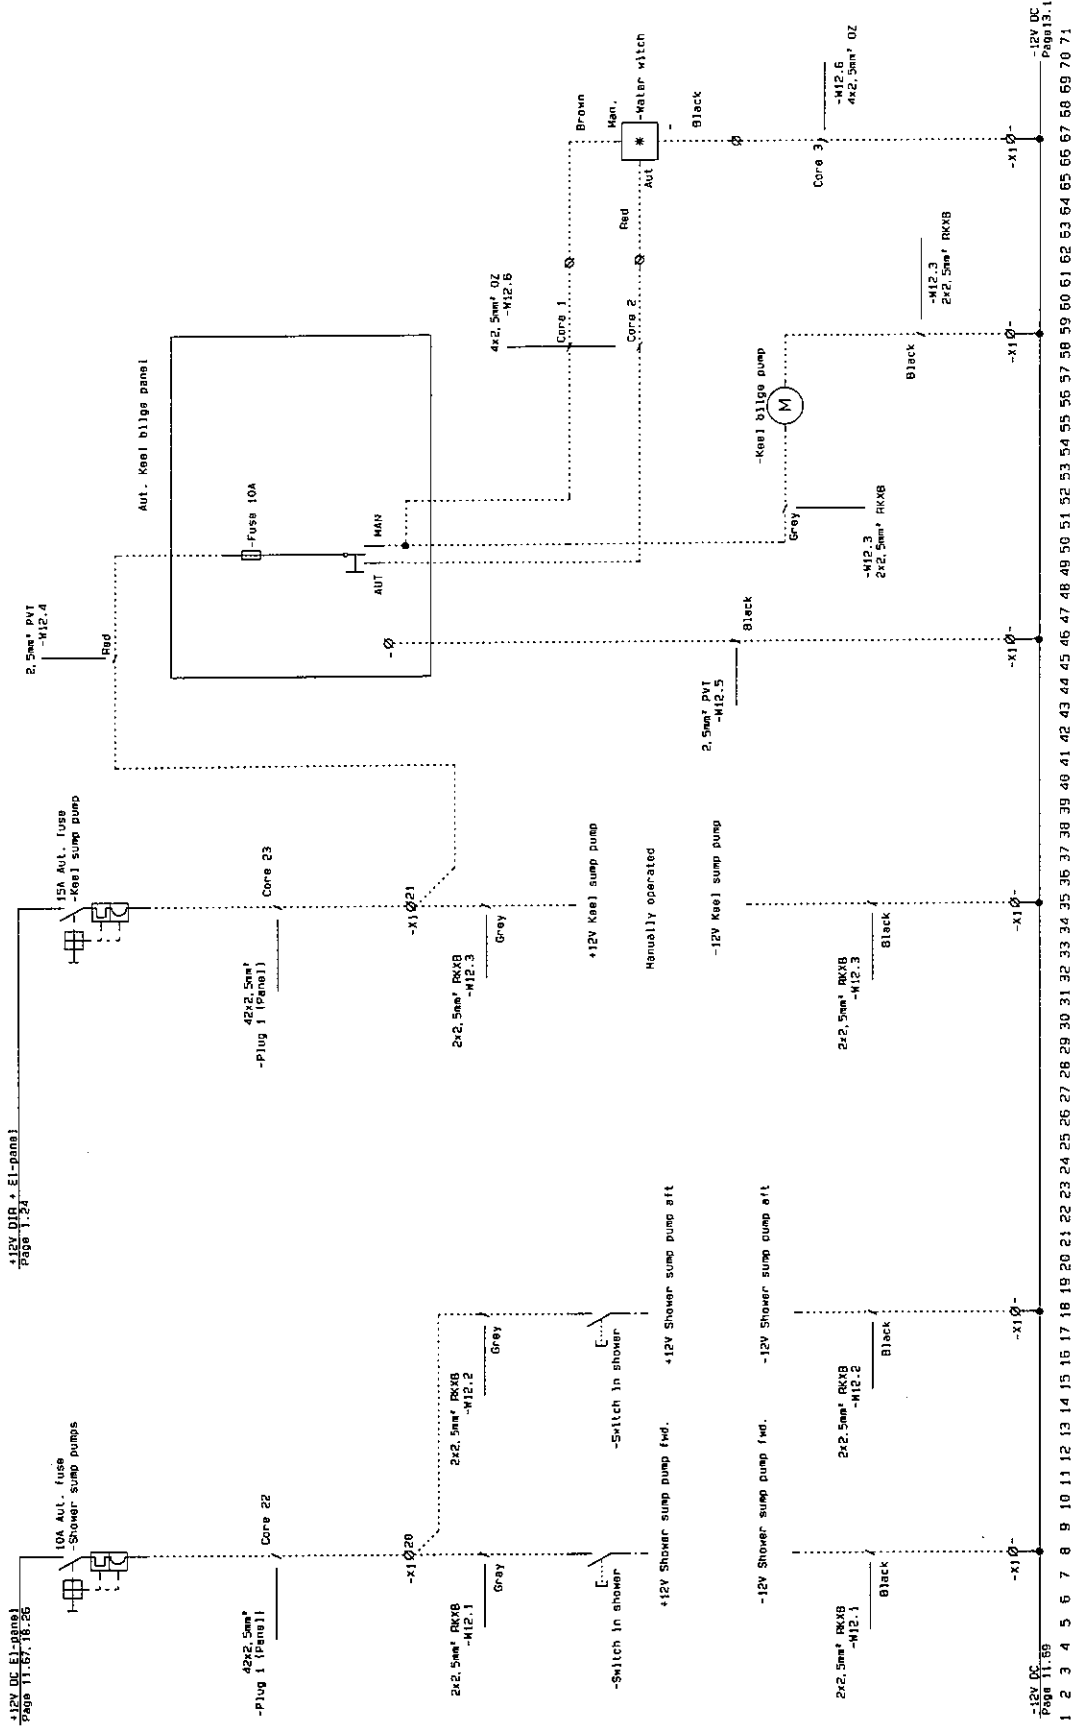 +12V DC El-panel
Page 11.67,18.26
10A Aut. fuse
-Shower sump pumps
42x2,5mm²
-Plug 1 (Panel)
Core 22
-X1 20
2x2,5mm² RKXB
-W12.1
Grey
2x2,5mm² RKXB
-W12.2
Grey
-Switch in shower
-Switch in shower
+12V Shower sump pump fwd.
+12V Shower sump pump aft
-12V Shower sump pump fwd.
-12V Shower sump pump aft
2x2,5mm² RKXB
-W12.1
Black
2x2,5mm² RKXB
-W12.2
Black
-X1 -
-X1 -
+12V DIR + El-panel
Page 1.24
15A Aut. fuse
-Keel sump pump
42x2,5mm²
-Plug 1 (Panel)
Core 23
-X1 21
2x2,5mm² RKXB
-W12.3
Grey
+12V Keel sump pump
Manually operated
-12V Keel sump pump
2x2,5mm² RKXB
-W12.3
Black
-X1 -
2,5mm² PVT
-W12.4
Red
Aut. Keel bilge panel
-Fuse 10A
AUT
MAN
-
2,5mm² PVT
-W12.5
Black
-X1 -
4x2,5mm² OZ
-W12.6
Core 1
Core 2
Brown
Man.
Red
Aut
*
-Water witch
-
Black
Core 3
-W12.6
4x2,5mm² OZ
-X1 -
-Keel bilge pump
M
Grey
-W12.3
2x2,5mm² RKXB
Black
-W12.3
2x2,5mm² RKXB
-X1 -
-12V DC
Page 11.69
-12V DC
Page 13.1
1 2 3 4 5 6 7 8 9 10 11 12 13 14 15 16 17 18 19 20 21 22 23 24 25 26 27 28 29 30 31 32 33 34 35 36 37 38 39 40 41 42 43 44 45 46 47 48 49 50 51 52 53 54 55 56 57 58 59 60 61 62 63 64 65 66 67 68 69 70 71